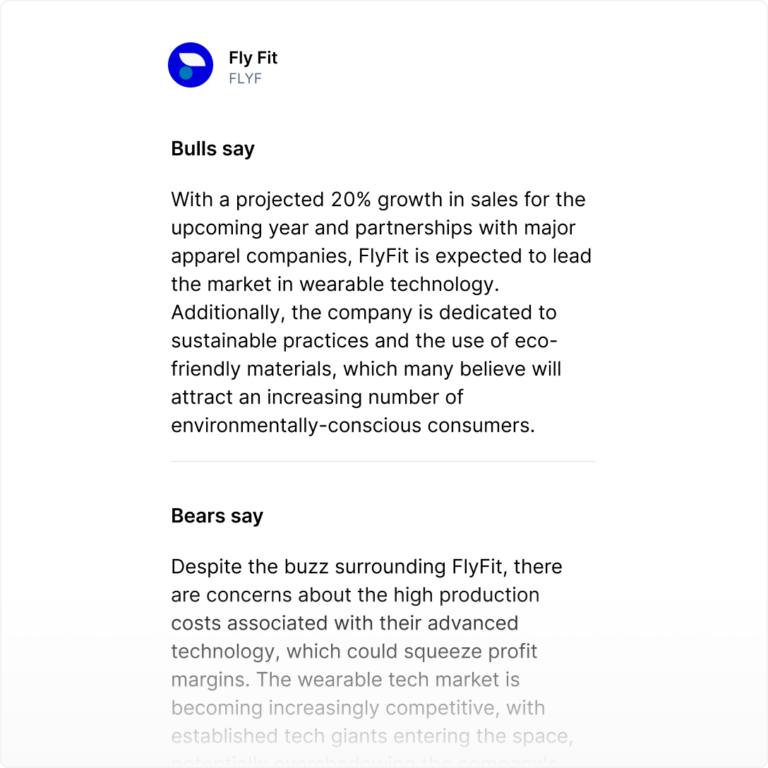 Fly Fit
FLYF
Bulls say
With a projected 20% growth in sales for the
upcoming year and partnerships with major
apparel companies, FlyFit is expected to lead
the market in wearable technology.
Additionally, the company is dedicated to
sustainable practices and the use of eco-
friendly materials, which many believe will
attract an increasing number of
environmentally-conscious consumers.
Bears say
Despite the buzz surrounding FlyFit, there
are concerns about the high production
costs associated with their advanced
technology, which could squeeze profit
margins. The wearable tech market is
becoming increasingly competitive, with
established tech giants entering the space,
potentially overshadowing the company's